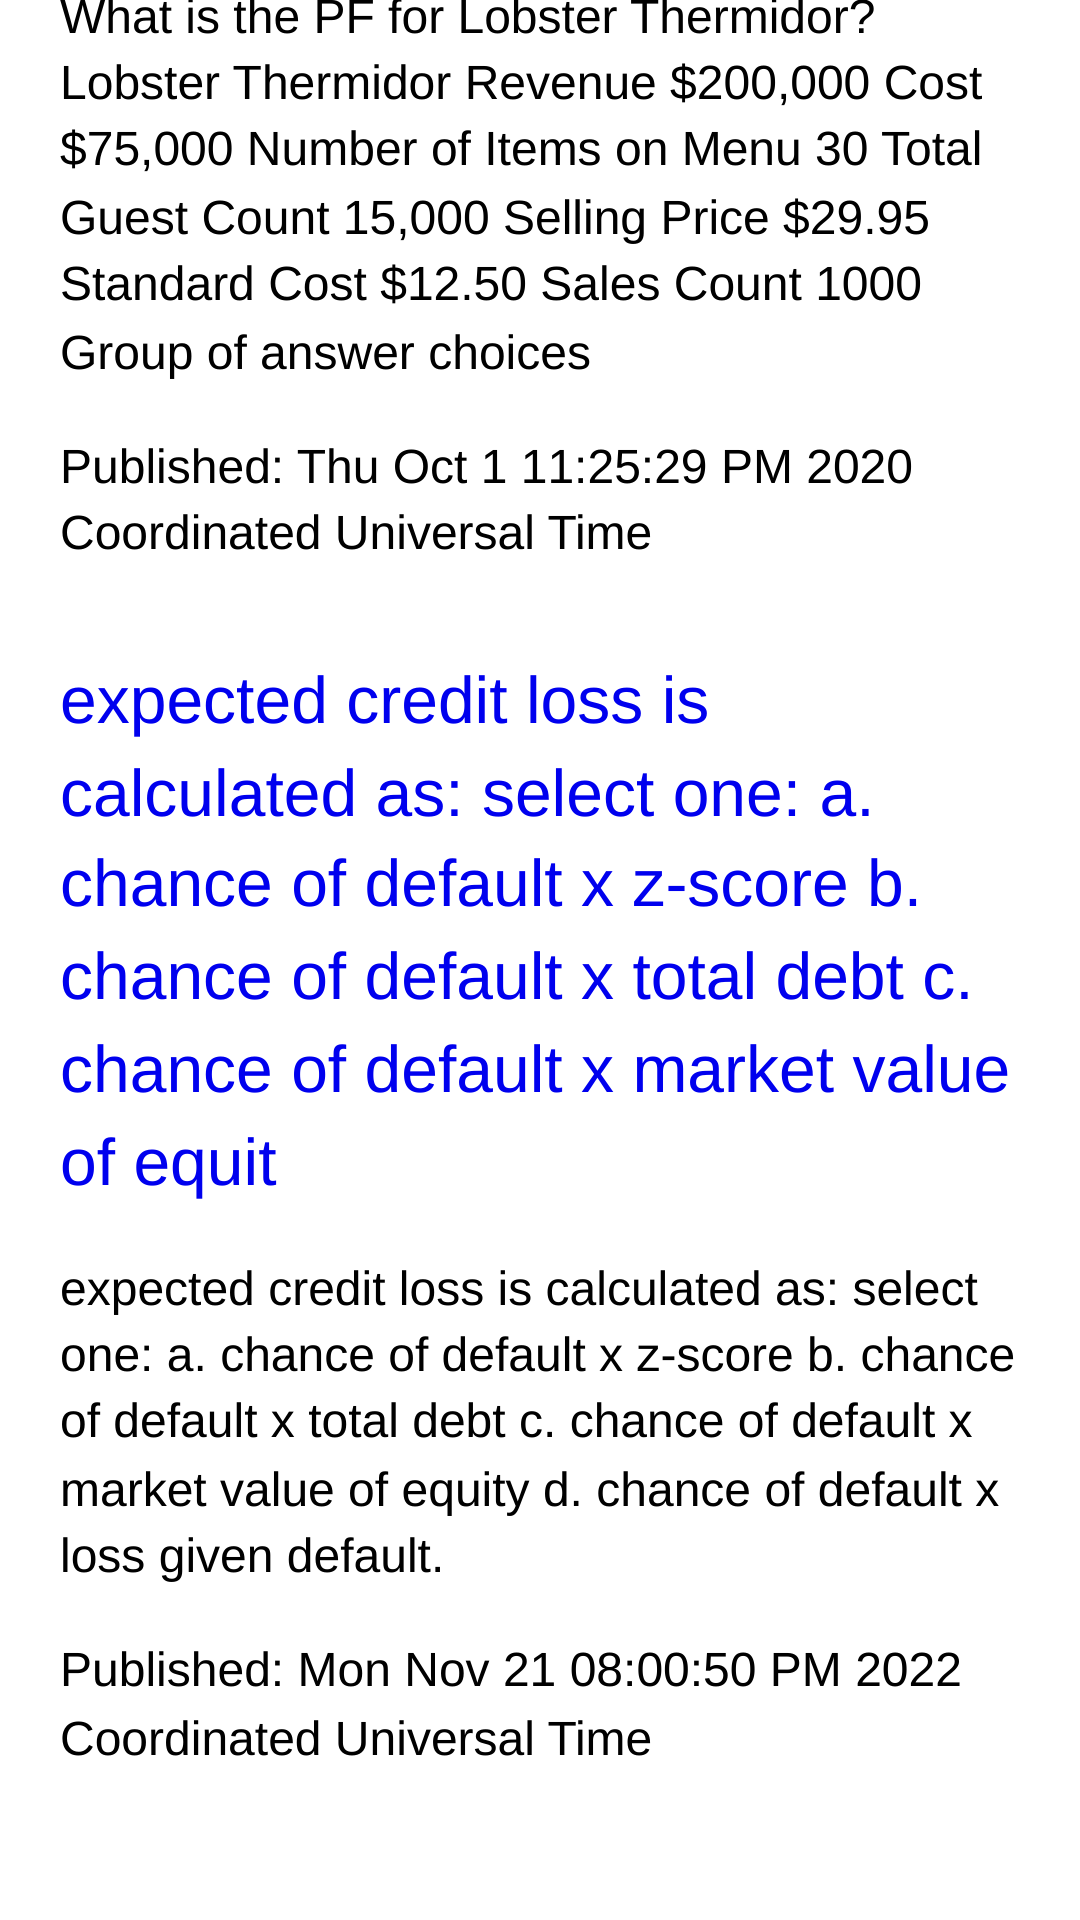 What is the PF for Lobster Thermidor?
Lobster Thermidor Revenue $200,000 Cost
$75,000 Number of Items on Menu 30 Total
Guest Count 15,000 Selling Price $29.95
Standard Cost $12.50 Sales Count 1000
Group of answer choices
Published: Thu Oct 1 11:25:29 PM 2020
Coordinated Universal Time
expected credit loss is
calculated as: select one: a.
chance of default x z-score b.
chance of default x total debt c.
chance of default x market value
of equit
expected credit loss is calculated as: select
one: a. chance of default x z-score b. chance
of default x total debt c. chance of default x
market value of equity d. chance of default x
loss given default.
Published: Mon Nov 21 08:00:50 PM 2022
Coordinated Universal Time